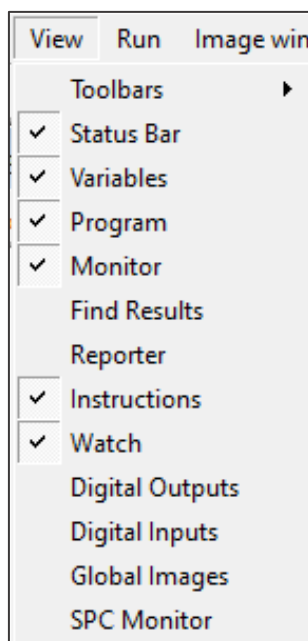 View Run Image win
Toolbars
Status Bar
Variables
Program
Monitor
Find Results
Reporter
Instructions
Watch
Digital Outputs
Digital Inputs
Global Images
SPC Monitor